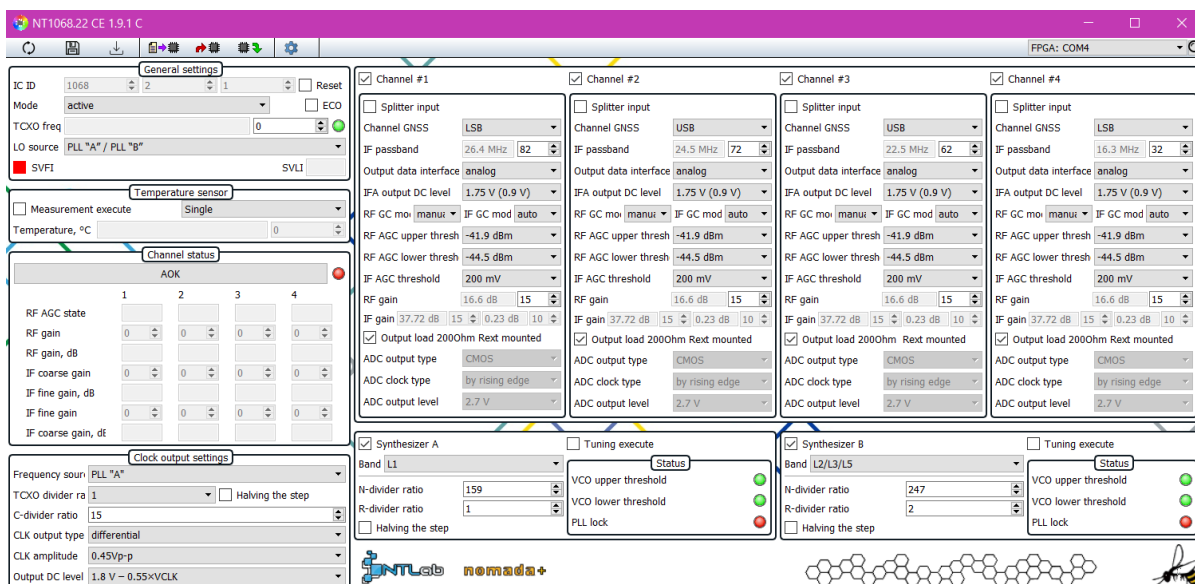 NT1068.22 CE 1.9.1 C
FPGA: COM4
General settings
IC ID 1068 2 1 Reset
Mode active ECO
TCXO freq 0
LO source PLL "A" / PLL "B"
SVFI SVLI
Temperature sensor
Measurement execute Single
Temperature, °C 0
Channel status
AOK
1 2 3 4
RF AGC state
RF gain 0 0 0 0
RF gain, dB
IF coarse gain 0 0 0 0
IF fine gain, dB
IF fine gain 0 0 0 0
IF coarse gain, dE
Clock output settings
Frequency sour PLL "A"
TCXO divider ra 1 Halving the step
C-divider ratio 15
CLK output type differential
CLK amplitude 0.45Vp-p
Output DC level 1.8 V − 0.55×VCLK
Channel #1
Splitter input
Channel GNSS LSB
IF passband 26.4 MHz 82
Output data interface analog
IFA output DC level 1.75 V (0.9 V)
RF GC mo manua IF GC mod auto
RF AGC upper thresh -41.9 dBm
RF AGC lower thresh -44.5 dBm
IF AGC threshold 200 mV
RF gain 16.6 dB 15
IF gain 37.72 dB 15 0.23 dB 10
Output load 200Ohm Rext mounted
ADC output type CMOS
ADC clock type by rising edge
ADC output level 2.7 V
Channel #2
Splitter input
Channel GNSS USB
IF passband 24.5 MHz 72
Output data interface analog
IFA output DC level 1.75 V (0.9 V)
RF GC mo manua IF GC mod auto
RF AGC upper thresh -41.9 dBm
RF AGC lower thresh -44.5 dBm
IF AGC threshold 200 mV
RF gain 16.6 dB 15
IF gain 37.72 dB 15 0.23 dB 10
Output load 200Ohm Rext mounted
ADC output type CMOS
ADC clock type by rising edge
ADC output level 2.7 V
Channel #3
Splitter input
Channel GNSS USB
IF passband 22.5 MHz 62
Output data interface analog
IFA output DC level 1.75 V (0.9 V)
RF GC mo manua IF GC mod auto
RF AGC upper thresh -41.9 dBm
RF AGC lower thresh -44.5 dBm
IF AGC threshold 200 mV
RF gain 16.6 dB 15
IF gain 37.72 dB 15 0.23 dB 10
Output load 200Ohm Rext mounted
ADC output type CMOS
ADC clock type by rising edge
ADC output level 2.7 V
Channel #4
Splitter input
Channel GNSS LSB
IF passband 16.3 MHz 32
Output data interface analog
IFA output DC level 1.75 V (0.9 V)
RF GC mo manua IF GC mod auto
RF AGC upper thresh -41.9 dBm
RF AGC lower thresh -44.5 dBm
IF AGC threshold 200 mV
RF gain 16.6 dB 15
IF gain 37.72 dB 15 0.23 dB 10
Output load 200Ohm Rext mounted
ADC output type CMOS
ADC clock type by rising edge
ADC output level 2.7 V
Synthesizer A Tuning execute
Band L1
N-divider ratio 159
R-divider ratio 1
Halving the step
Status
VCO upper threshold
VCO lower threshold
PLL lock
Synthesizer B Tuning execute
Band L2/L3/L5
N-divider ratio 247
R-divider ratio 2
Halving the step
Status
VCO upper threshold
VCO lower threshold
PLL lock
NTLab nomada+